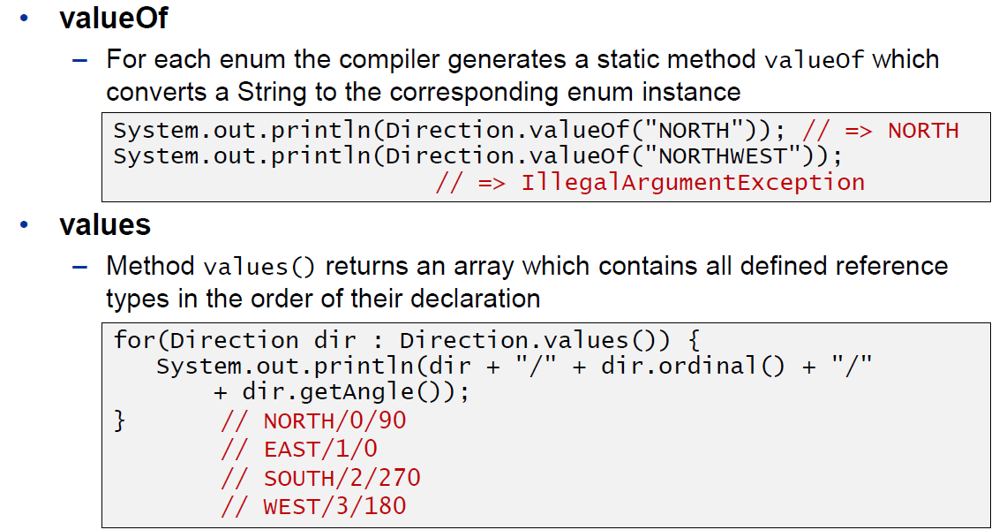 • valueOf
– For each enum the compiler generates a static method valueOf which
converts a String to the corresponding enum instance
System.out.println(Direction.valueOf("NORTH")); // => NORTH
System.out.println(Direction.valueOf("NORTHWEST"));
// => IllegalArgumentException
• values
– Method values() returns an array which contains all defined reference
types in the order of their declaration
for(Direction dir : Direction.values()) {
System.out.println(dir + "/" + dir.ordinal() + "/"
+ dir.getAngle());
} // NORTH/0/90
// EAST/1/0
// SOUTH/2/270
// WEST/3/180